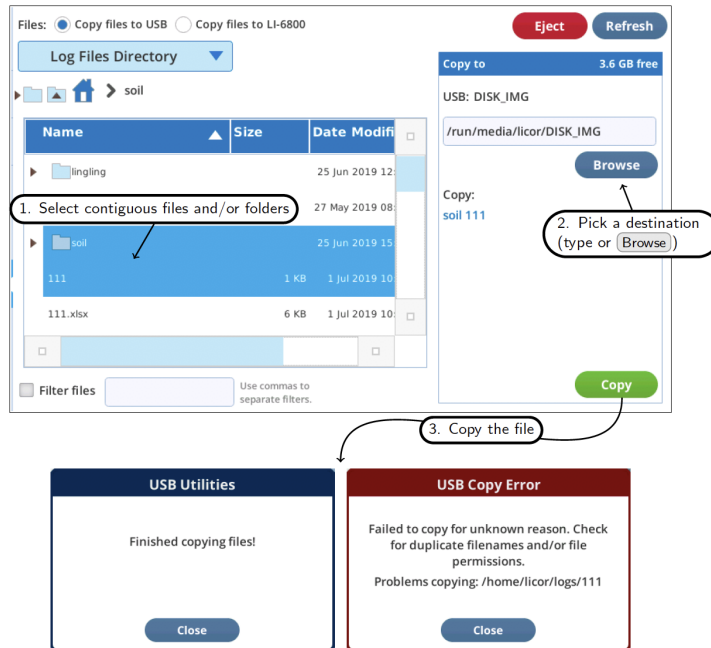 Files: Copy files to USB Copy files to LI-6800
Eject Refresh
Log Files Directory
soil
Copy to 3.6 GB free
USB: DISK_IMG
/run/media/licor/DISK_IMG
Browse
Name Size Date Modifi
lingling 25 Jun 2019 12:
1. Select contiguous files and/or folders 27 May 2019 08:
soil 25 Jun 2019 15:
111 1 KB 1 Jul 2019 10:
111.xlsx 6 KB 1 Jul 2019 10:
Copy:
soil 111
2. Pick a destination
(type or Browse)
Filter files Use commas to
separate filters.
Copy
3. Copy the file
USB Utilities
Finished copying files!
Close
USB Copy Error
Failed to copy for unknown reason. Check
for duplicate filenames and/or file
permissions.
Problems copying: /home/licor/logs/111
Close